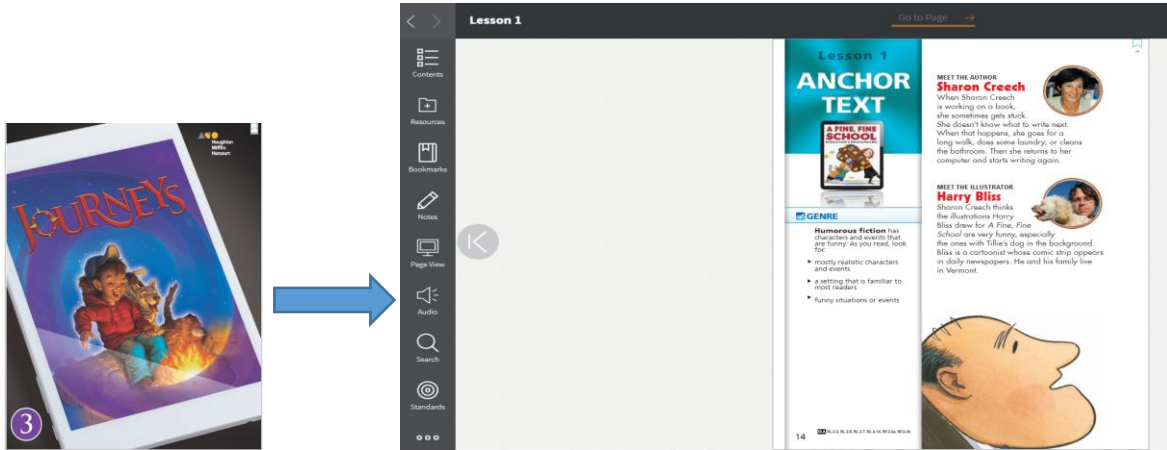 Houghton
Mifflin
Harcourt
JOURNEYS
3
Lesson 1
Go to Page →
Contents
Resources
Bookmarks
Notes
Page View
Audio
Search
Standards
Lesson 1
ANCHOR
TEXT
A FINE, FINE
SCHOOL
GENRE
Humorous fiction has
characters and events that
are funny. As you read, look
for:
▸ mostly realistic characters
and events
▸ a setting that is familiar to
most readers
▸ funny situations or events
14
MEET THE AUTHOR
Sharon Creech
When Sharon Creech
is working on a book,
she sometimes gets stuck.
She doesn't know what to write next.
When that happens, she goes for a
long walk, does some laundry, or cleans
the bathroom. Then she returns to her
computer and starts writing again.
MEET THE ILLUSTRATOR
Harry Bliss
Sharon Creech thinks
the illustrations Harry
Bliss drew for A Fine, Fine
School are very funny, especially
the ones with Tillie's dog in the background.
Bliss is a cartoonist whose comic strip appears
in daily newspapers. He and his family live
in Vermont.